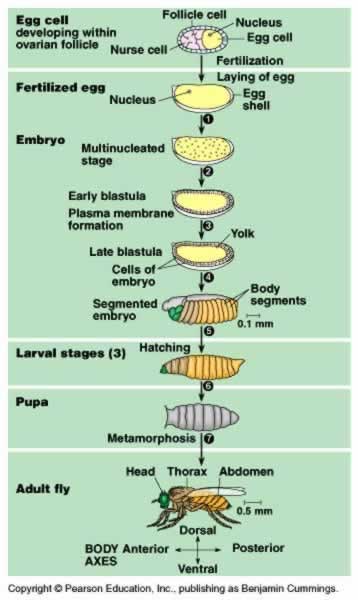 Egg cell
developing within
ovarian follicle
Follicle cell
Nucleus
Egg cell
Nurse cell
Fertilization
Laying of egg
Fertilized egg
Nucleus
Egg
shell
1
Embryo
Multinucleated
stage
2
Early blastula
Plasma membrane
formation
3
Yolk
Late blastula
Cells of
embryo
4
Body
segments
Segmented
embryo
0.1 mm
5
Hatching
Larval stages (3)
6
Pupa
Metamorphosis
7
Head Thorax Abdomen
Adult fly
0.5 mm
Dorsal
BODY Anterior Posterior
AXES
Ventral
Copyright © Pearson Education, Inc., publishing as Benjamin Cummings.